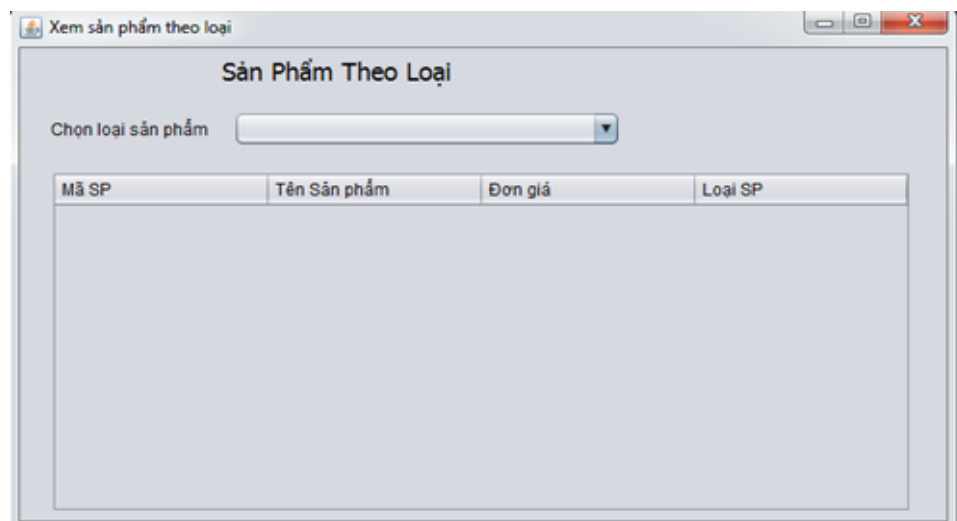 Xem sản phẩm theo loại
Sản Phẩm Theo Loại
Chọn loại sản phẩm
Mã SP Tên Sản phẩm Đơn giá Loại SP